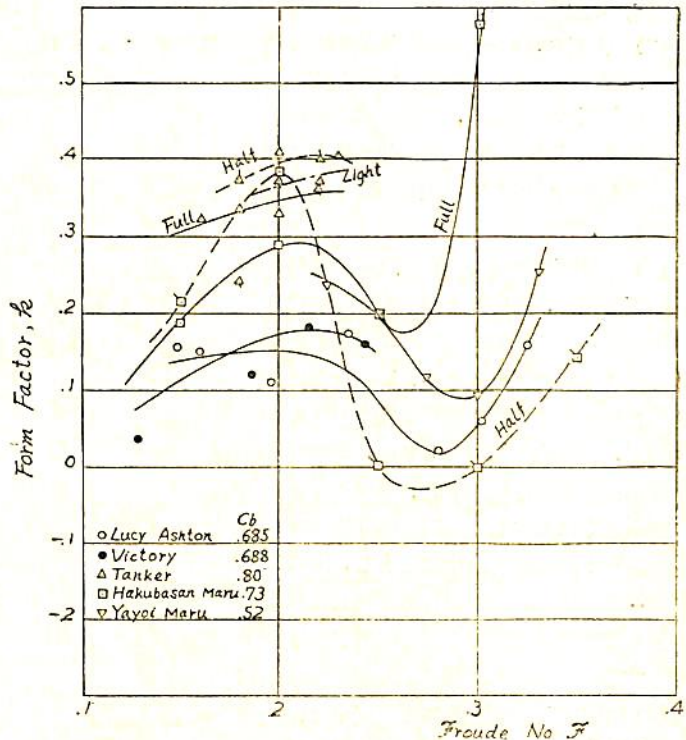 .5
.4
.3
.2
.1
0
-.1
-.2
Form Factor, k
Half
Light
Full
Full
Half
Cb
○ Lucy Ashton .685
● Victory .688
△ Tanker .80
□ Hakubasan Maru .73
▽ Yayoi Maru .52
.1 .2 .3 .4
Froude No F